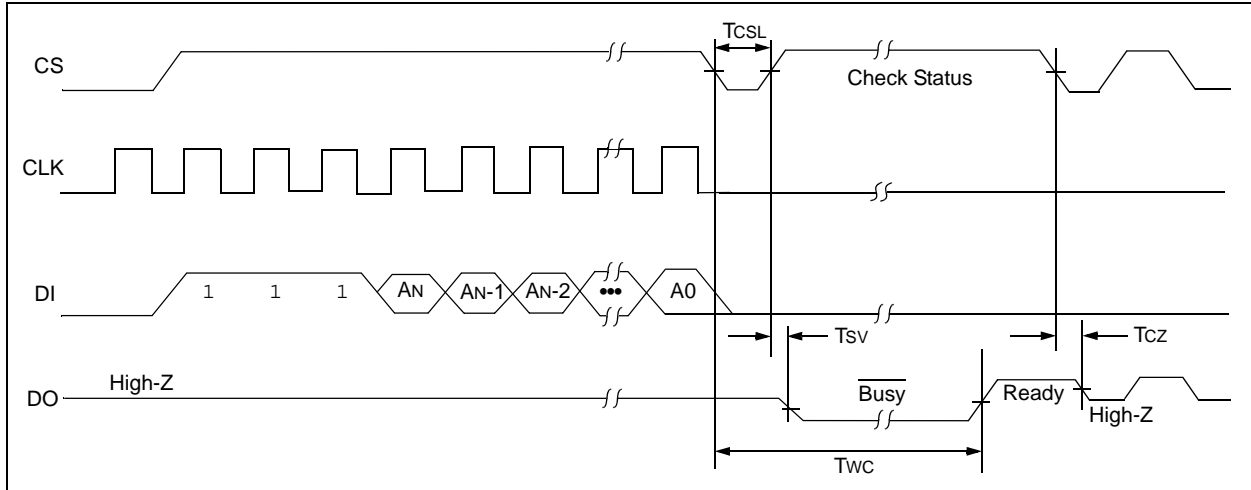 TCSL
CS
Check Status
CLK
DI
1 1 1 AN AN-1 AN-2 ••• A0
TSV
TCZ
High-Z
DO
Busy
Ready
High-Z
TWC